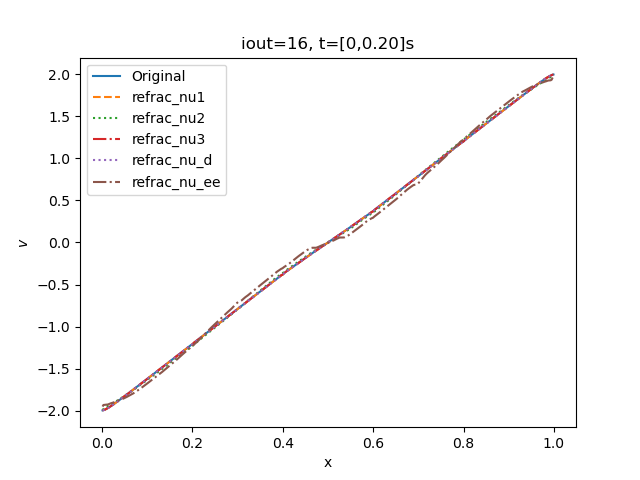 iout=16, t=[0,0.20]s
Original
refrac_nu1
refrac_nu2
refrac_nu3
refrac_nu_d
refrac_nu_ee
2.0
1.5
1.0
0.5
0.0
−0.5
−1.0
−1.5
−2.0
v
0.0 0.2 0.4 0.6 0.8 1.0
x